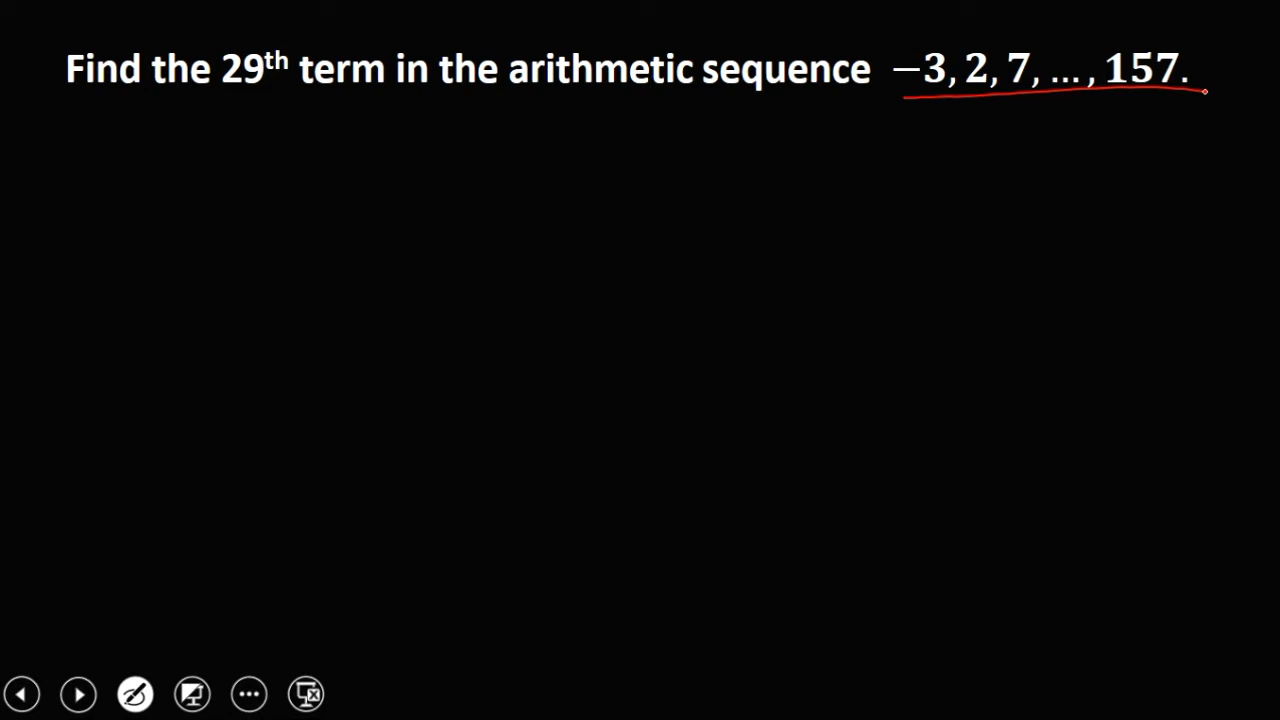 Find the 29th term in the arithmetic sequence −3, 2, 7, … , 157.